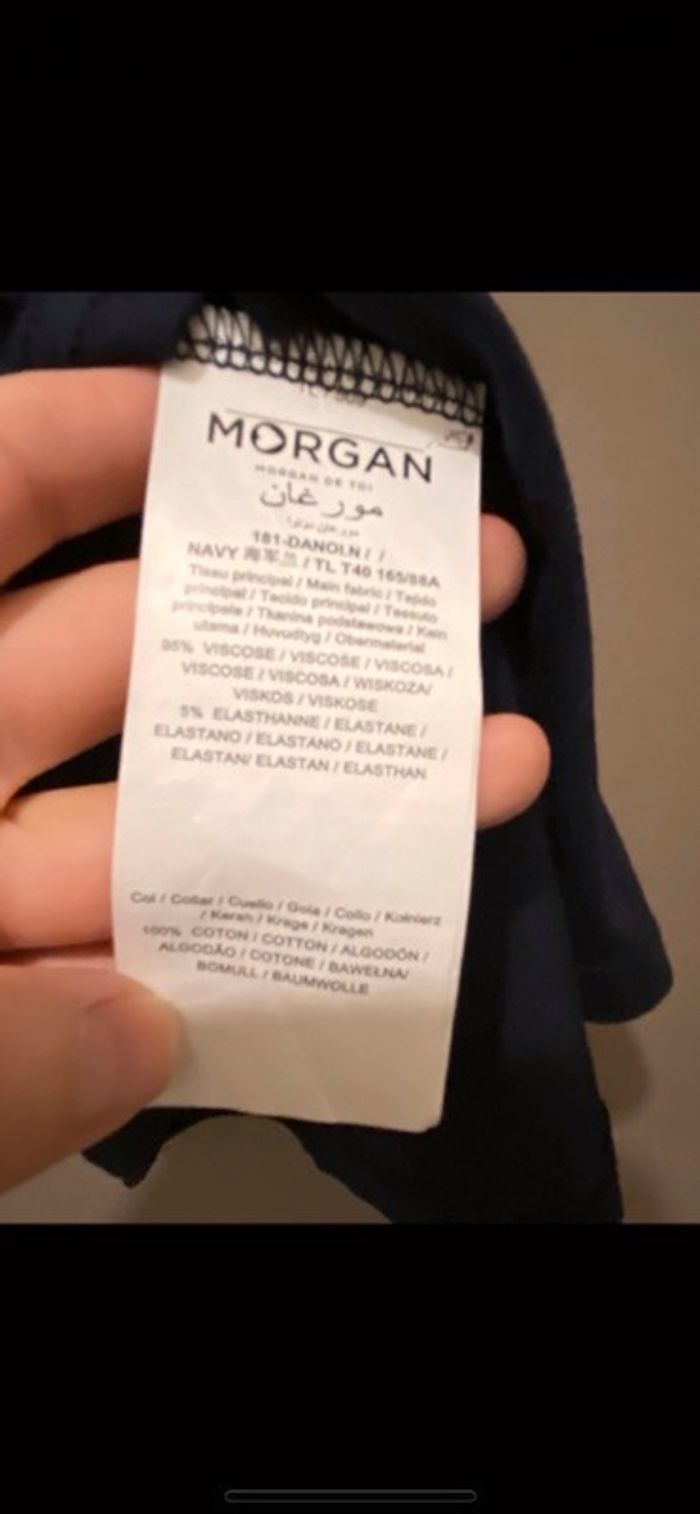 MORGAN
MORGAN DE TOI
مورغان
181-DANOI.N / /
NAVY 海军兰 / TL T40 165/88A
Tissu principal / Main fabric / Tejido
principal / Tecido principal / Tessuto
principale / Tkanina podstawowa / Kain
utama / Huvudtyg / Obermaterial
95% VISCOSE / VISCOSE / VISCOSA /
VISCOSE / VISCOSA / WISKOZA/
VISKOS / VISKOSE
5% ELASTHANNE / ELASTANE /
ELASTANO / ELASTANO / ELASTANE /
ELASTAN/ ELASTAN / ELASTHAN
Col / Collar / Cuello / Gola / Collo / Kolnierz
/ Kerah / Krage / Kragen
100% COTON / COTTON / ALGODÓN /
ALGODÃO / COTONE / BAWEŁNA/
BOMULL / BAUMWOLLE